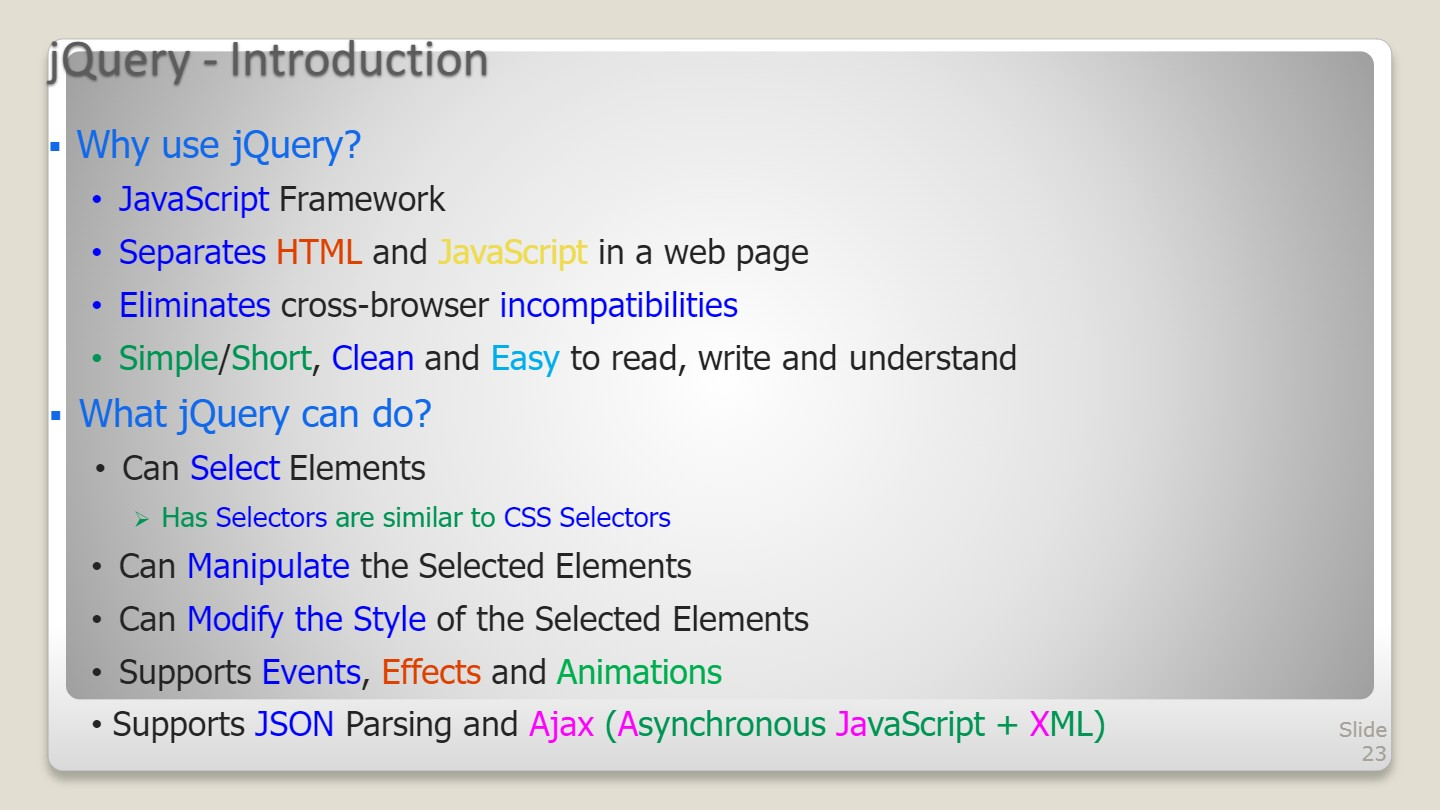 jQuery - Introduction
▪ Why use jQuery?
• JavaScript Framework
• Separates HTML and JavaScript in a web page
• Eliminates cross-browser incompatibilities
• Simple/Short, Clean and Easy to read, write and understand
▪ What jQuery can do?
• Can Select Elements
➢ Has Selectors are similar to CSS Selectors
• Can Manipulate the Selected Elements
• Can Modify the Style of the Selected Elements
• Supports Events, Effects and Animations
• Supports JSON Parsing and Ajax (Asynchronous JavaScript + XML)
Slide
23